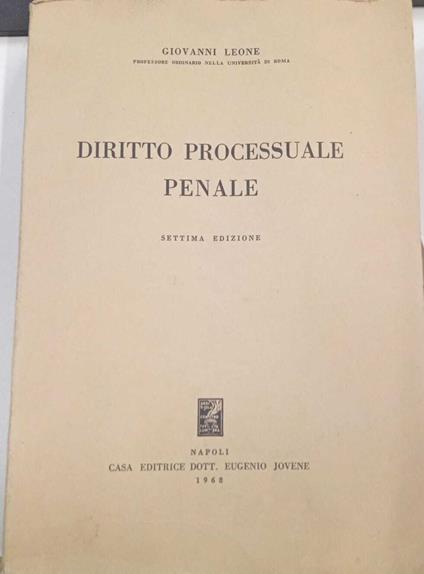 GIOVANNI LEONE
PROFESSORE ORDINARIO NELLA UNIVERSITÀ DI ROMA
DIRITTO PROCESSUALE
PENALE
SETTIMA EDIZIONE
NAPOLI
CASA EDITRICE DOTT. EUGENIO JOVENE
1968